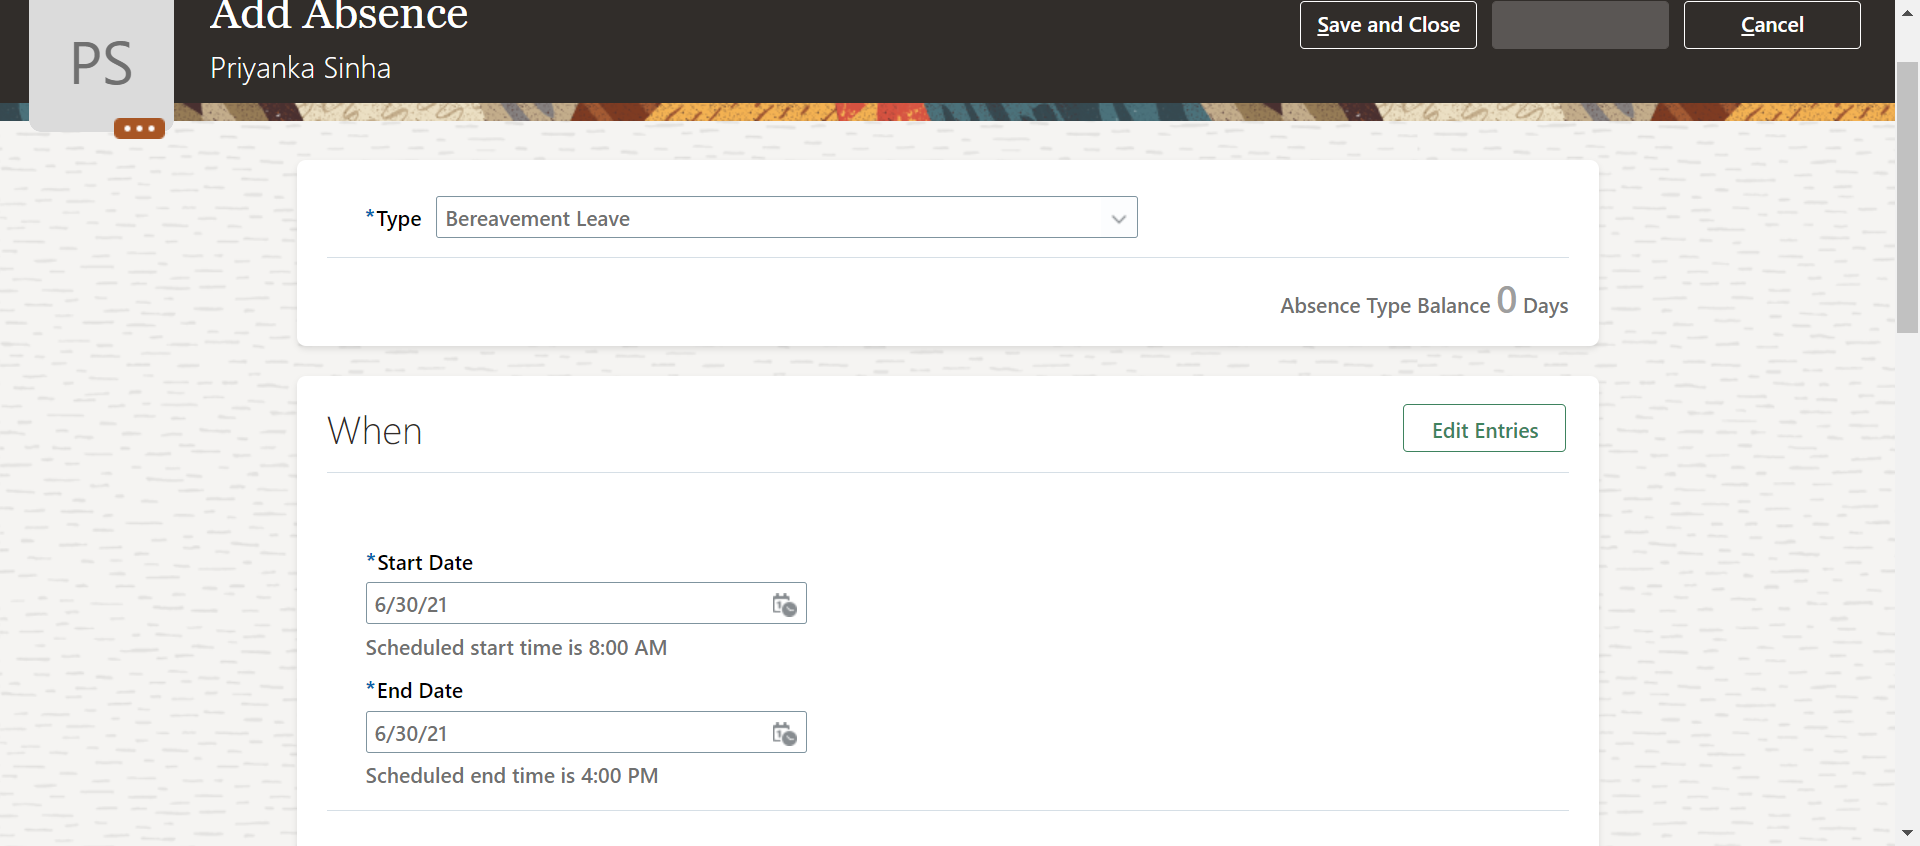 PS
Add Absence
Priyanka Sinha
Save and Close
Cancel
*Type Bereavement Leave
Absence Type Balance 0 Days
When
Edit Entries
*Start Date
6/30/21
Scheduled start time is 8:00 AM
*End Date
6/30/21
Scheduled end time is 4:00 PM